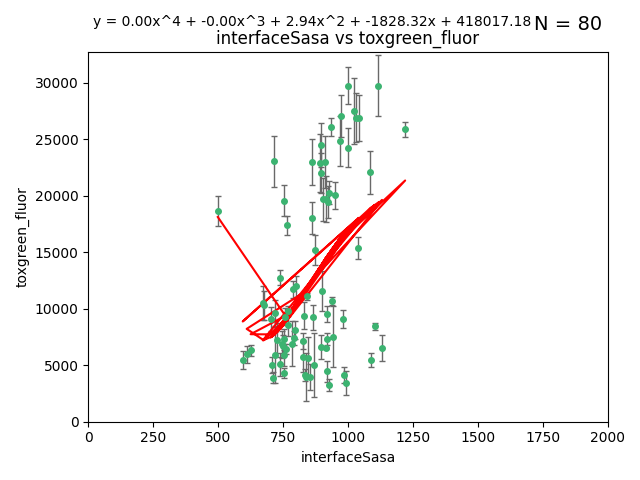 y = 0.00x^4 + -0.00x^3 + 2.94x^2 + -1828.32x + 418017.18 N = 80
interfaceSasa vs toxgreen_fluor
30000
25000
20000
15000
10000
5000
0
toxgreen_fluor
0 250 500 750 1000 1250 1500 1750 2000
interfaceSasa